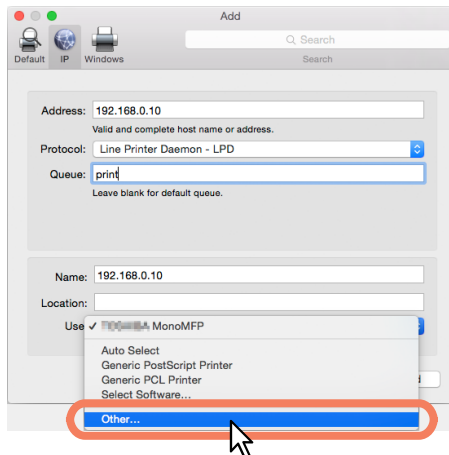 Add
Search
Default IP Windows Search
Address: 192.168.0.10
Valid and complete host name or address.
Protocol: Line Printer Daemon - LPD
Queue: print
Leave blank for default queue.
Name: 192.168.0.10
Location:
Use ✓ MonoMFP
Auto Select
Generic PostScript Printer
Generic PCL Printer
Select Software...
Other...